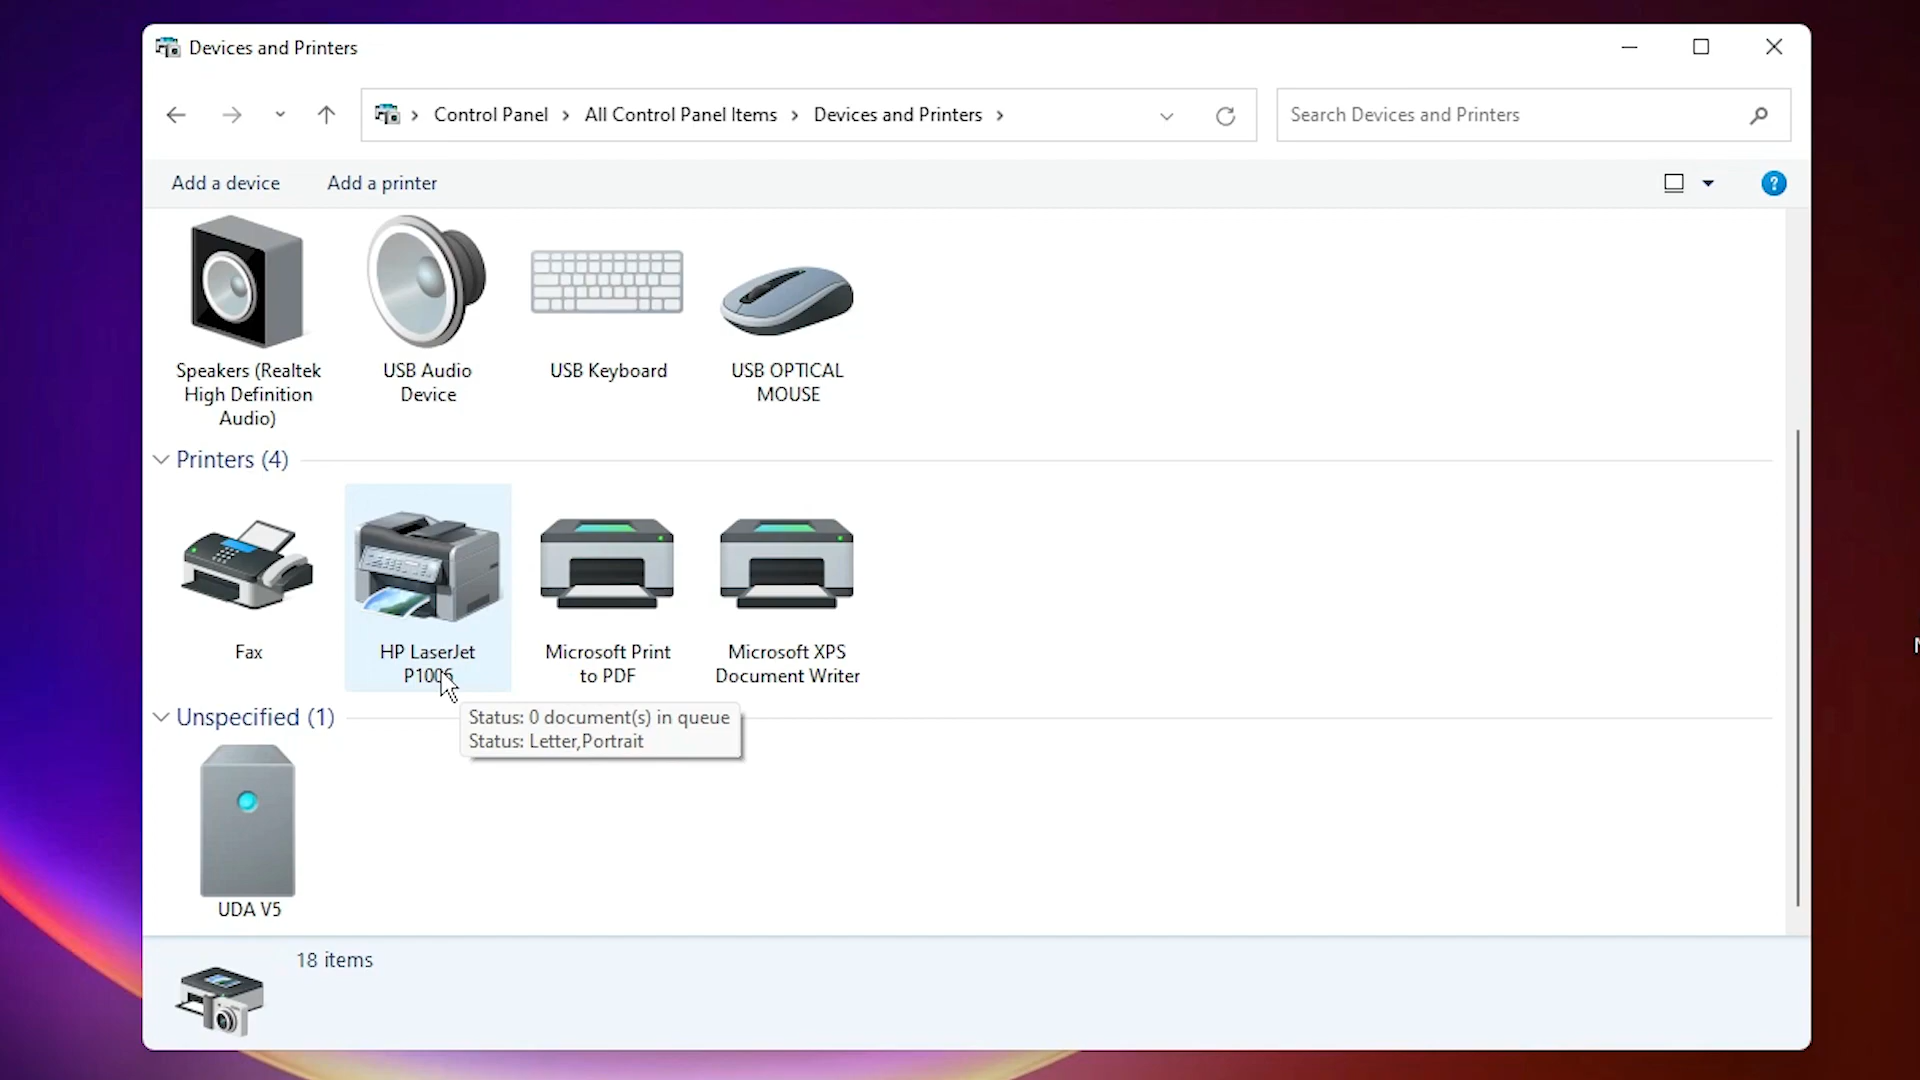 Devices and Printers
Control Panel > All Control Panel Items > Devices and Printers >
Search Devices and Printers
Add a device
Add a printer
?
Speakers (Realtek
High Definition
Audio)
USB Audio
Device
USB Keyboard
USB OPTICAL
MOUSE
Printers (4)
Fax
HP LaserJet
P1006
Microsoft Print
to PDF
Microsoft XPS
Document Writer
Unspecified (1)
Status: 0 document(s) in queue
Status: Letter,Portrait
UDA V5
18 items